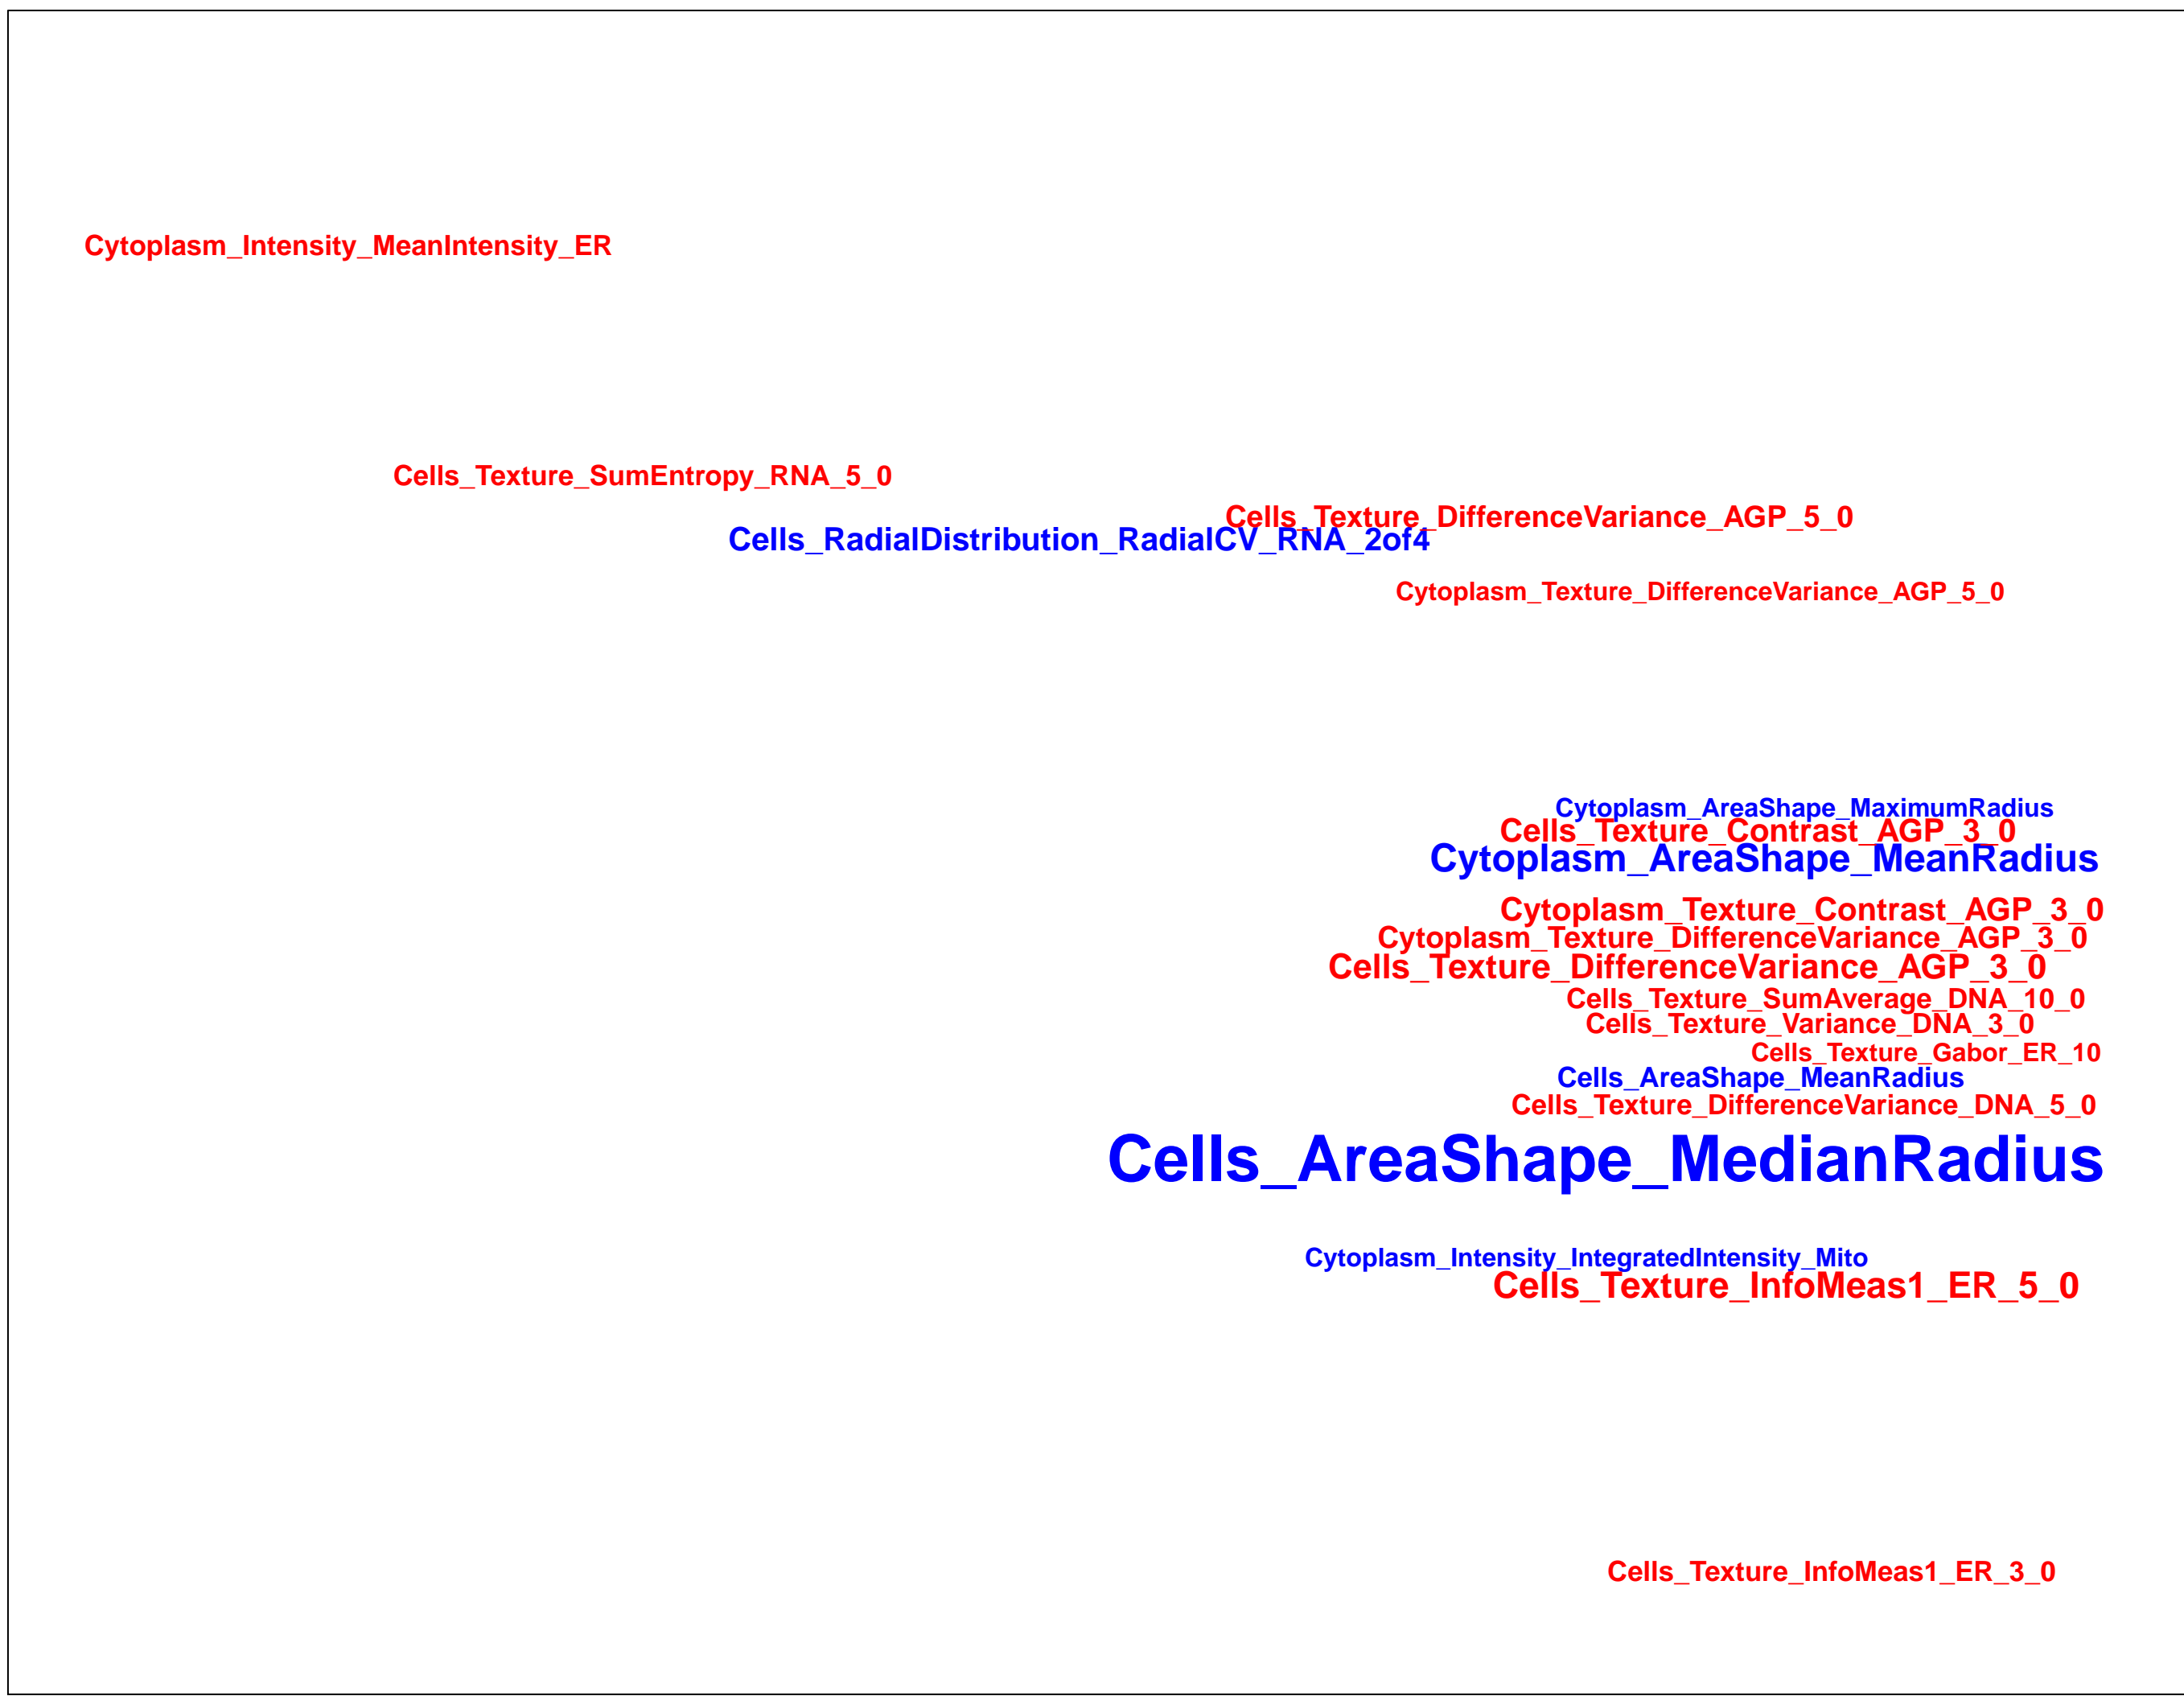 Cytoplasm_Intensity_MeanIntensity_ER
Cells_Texture_SumEntropy_RNA_5_0
Cells_Texture_DifferenceVariance_AGP_5_0
Cells_RadialDistribution_RadialCV_RNA_2of4
Cytoplasm_Texture_DifferenceVariance_AGP_5_0
Cytoplasm_AreaShape_MaximumRadius
Cells_Texture_Contrast_AGP_3_0
Cytoplasm_AreaShape_MeanRadius
Cytoplasm_Texture_Contrast_AGP_3_0
Cytoplasm_Texture_DifferenceVariance_AGP_3_0
Cells_Texture_DifferenceVariance_AGP_3_0
Cells_Texture_SumAverage_DNA_10_0
Cells_Texture_Variance_DNA_3_0
Cells_Texture_Gabor_ER_10
Cells_AreaShape_MeanRadius
Cells_Texture_DifferenceVariance_DNA_5_0
Cells_AreaShape_MedianRadius
Cytoplasm_Intensity_IntegratedIntensity_Mito
Cells_Texture_InfoMeas1_ER_5_0
Cells_Texture_InfoMeas1_ER_3_0